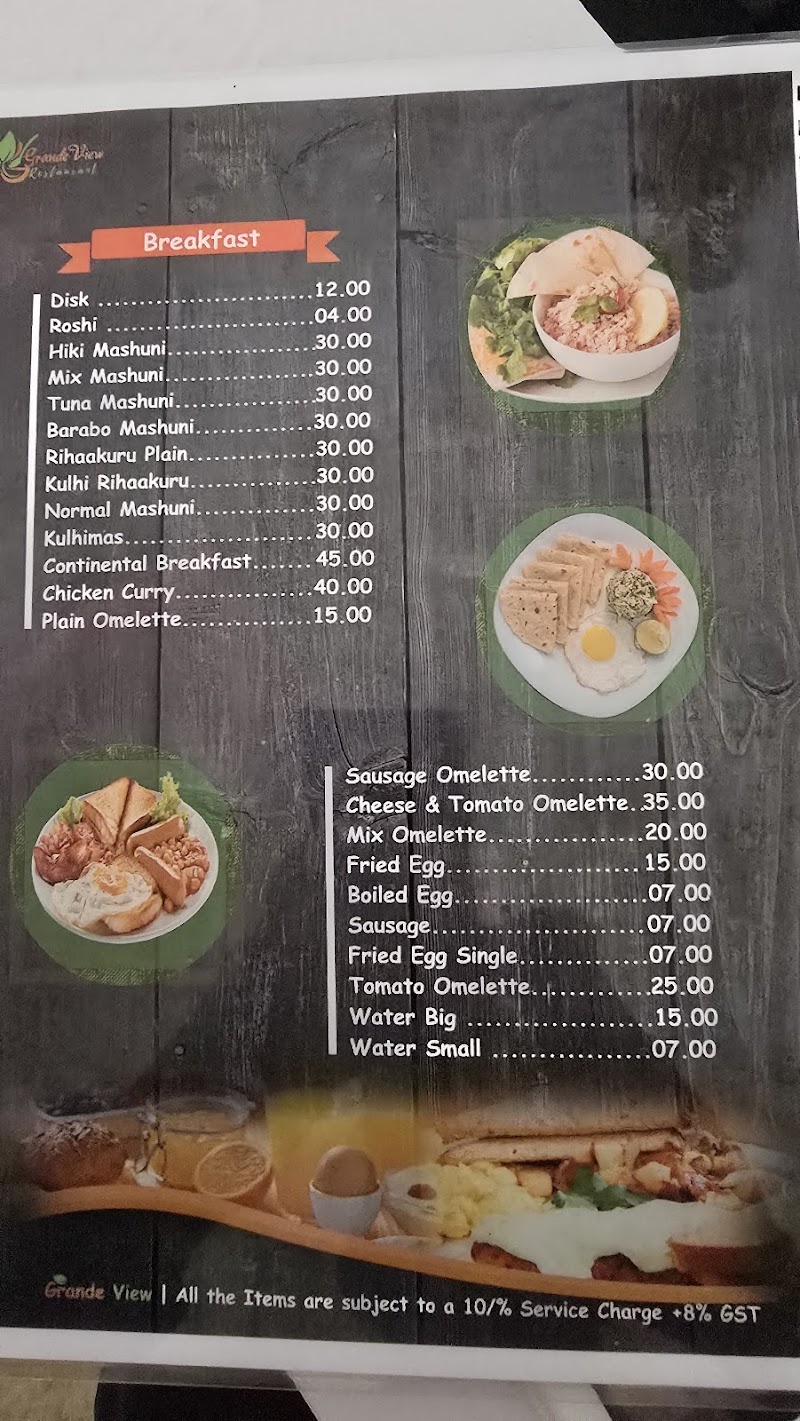 Grande View
Restaurant
Breakfast
Disk ..........................12.00
Roshi .........................04.00
Hiki Mashuni..................30.00
Mix Mashuni..................30.00
Tuna Mashuni.................30.00
Barabo Mashuni..............30.00
Rihaakuru Plain...............30.00
Kulhi Rihaakuru...............30.00
Normal Mashuni..............30.00
Kulhimas.......................30.00
Continental Breakfast.......45.00
Chicken Curry.................40.00
Plain Omelette................15.00
Sausage Omelette............30.00
Cheese & Tomato Omelette..35.00
Mix Omelette..................20.00
Fried Egg.......................15.00
Boiled Egg......................07.00
Sausage.........................07.00
Fried Egg Single...............07.00
Tomato Omelette.............25.00
Water Big ......................15.00
Water Small ...................07.00
Grande View | All the Items are subject to a 10/% Service Charge +8% GST